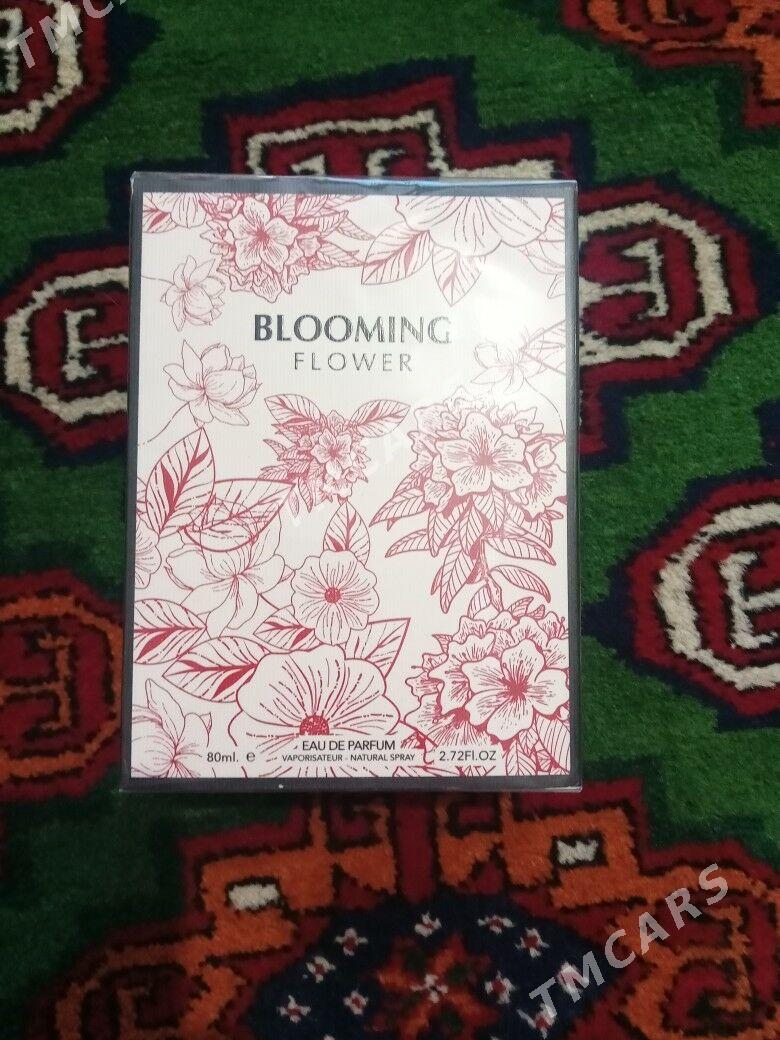 TMCARS
BLOOMING
FLOWER
EAU DE PARFUM
80ml. e VAPORISATEUR - NATURAL SPRAY 2.72Fl.OZ
TMCARS